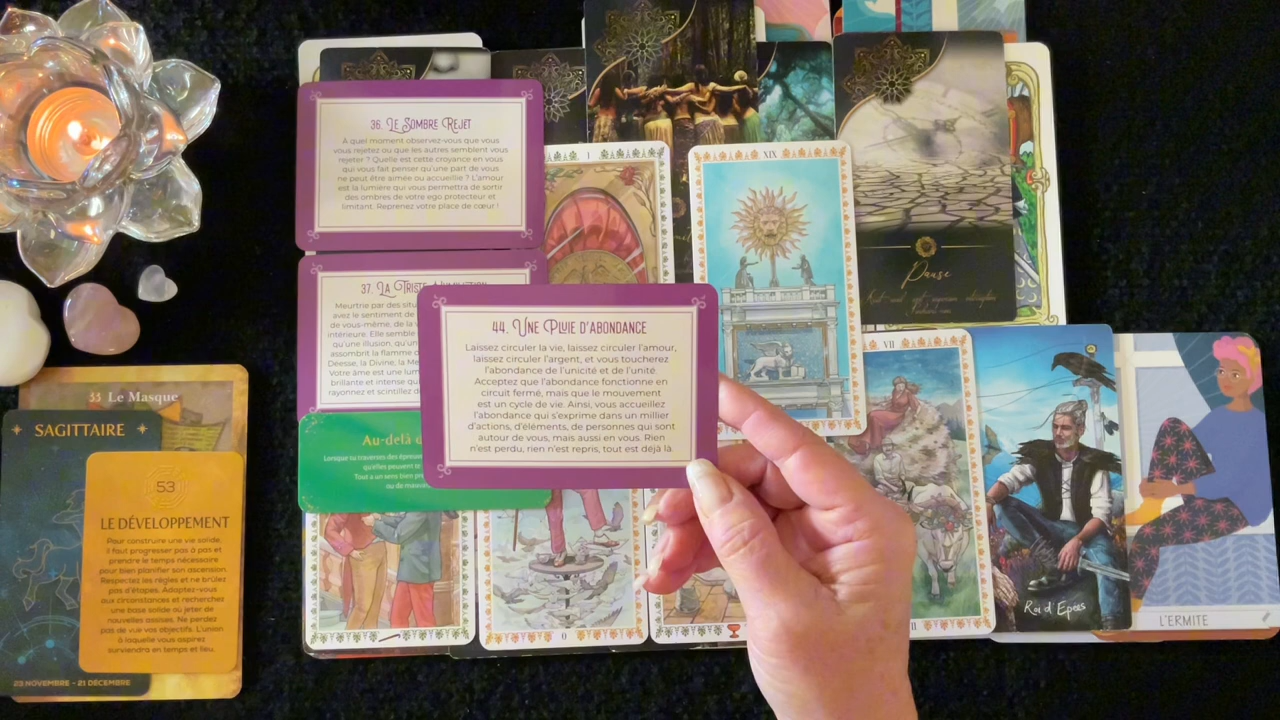 36. Le Sombre Rejet
À quel moment observez-vous que vous
vous rejetez ou que les autres semblent vous
rejeter ? Quelle est cette croyance en vous
qui vous fait penser qu'une part de vous
ne peut être aimée ou accueillie ? L'amour
est la lumière qui vous permettra de sortir
des ombres de votre ego protecteur et
limitant. Reprenez votre place de cœur !
I
XIX
Pause
37. La Triste
Meurtrie par des
avez le sentiment de
de vous-même, de la
intérieure. Elle semble
qu'une illusion, qu'un
assombrit la flamme
Déesse, la Divine, la
Votre âme est une
brillante et intense
rayonnez et scintillez
44. Une Pluie d'abondance
Laissez circuler la vie, laissez circuler l'amour,
laissez circuler l'argent, et vous toucherez
l'abondance de l'unicité et de l'unité.
Acceptez que l'abondance fonctionne en
circuit fermé, mais que le mouvement
est un cycle de vie. Ainsi, vous accueillez
l'abondance qui s'exprime dans un millier
d'actions, d'éléments, de personnes qui sont
autour de vous, mais aussi en vous. Rien
n'est perdu, rien n'est repris, tout est déjà là.
VII
Au-delà
Lorsque tu traverses des
qu'elles peuvent te
Tout a un sens bien
ou de
33 Le Masque
SAGITTAIRE
53
LE DÉVELOPPEMENT
Pour construire une vie solide,
il faut progresser pas à pas et
prendre le temps nécessaire
pour bien planifier son ascension.
Respectez les règles et ne brûlez
pas d'étapes. Adaptez-vous
aux circonstances et recherchez
une base solide ou jeter de
nouvelles assises. Ne perdez
pas de vue vos objectifs. L'union
à laquelle vous aspirez
surviendra en temps et lieu.
23 NOVEMBRE - 21 DÉCEMBRE
0
II
Roi d'Épées
L'ERMITE